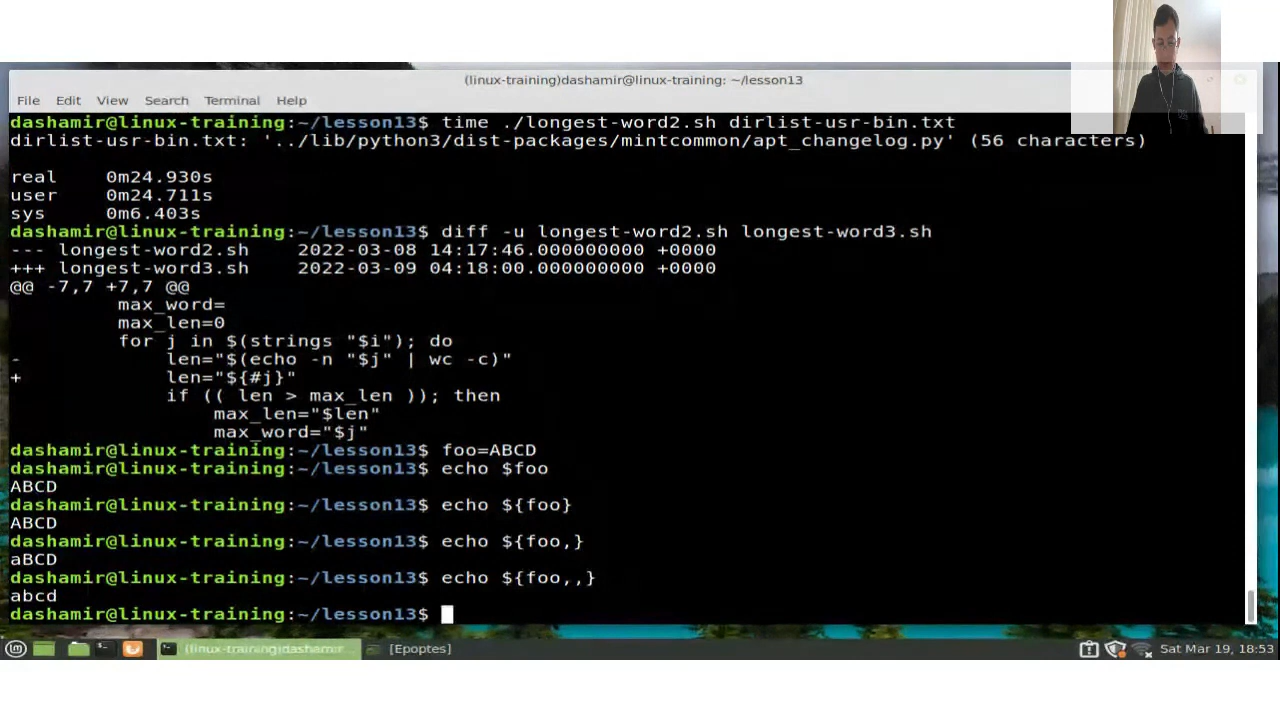 (linux-training)dashamir@linux-training: ~/lesson13
File Edit View Search Terminal Help
dashamir@linux-training:~/lesson13$ time ./longest-word2.sh dirlist-usr-bin.txt
dirlist-usr-bin.txt: '../lib/python3/dist-packages/mintcommon/apt_changelog.py' (56 characters)
real    0m24.930s
user    0m24.711s
sys     0m6.403s
dashamir@linux-training:~/lesson13$ diff -u longest-word2.sh longest-word3.sh
--- longest-word2.sh    2022-03-08 14:17:46.000000000 +0000
+++ longest-word3.sh    2022-03-09 04:18:00.000000000 +0000
@@ -7,7 +7,7 @@
         max_word=
         max_len=0
         for j in $(strings "$i"); do
-            len="$(echo -n "$j" | wc -c)"
+            len="${#j}"
             if (( len > max_len )); then
                 max_len="$len"
                 max_word="$j"
dashamir@linux-training:~/lesson13$ foo=ABCD
dashamir@linux-training:~/lesson13$ echo $foo
ABCD
dashamir@linux-training:~/lesson13$ echo ${foo}
ABCD
dashamir@linux-training:~/lesson13$ echo ${foo,}
aBCD
dashamir@linux-training:~/lesson13$ echo ${foo,,}
abcd
dashamir@linux-training:~/lesson13$
(linux-training)dashamir... [Epoptes] Sat Mar 19, 18:53